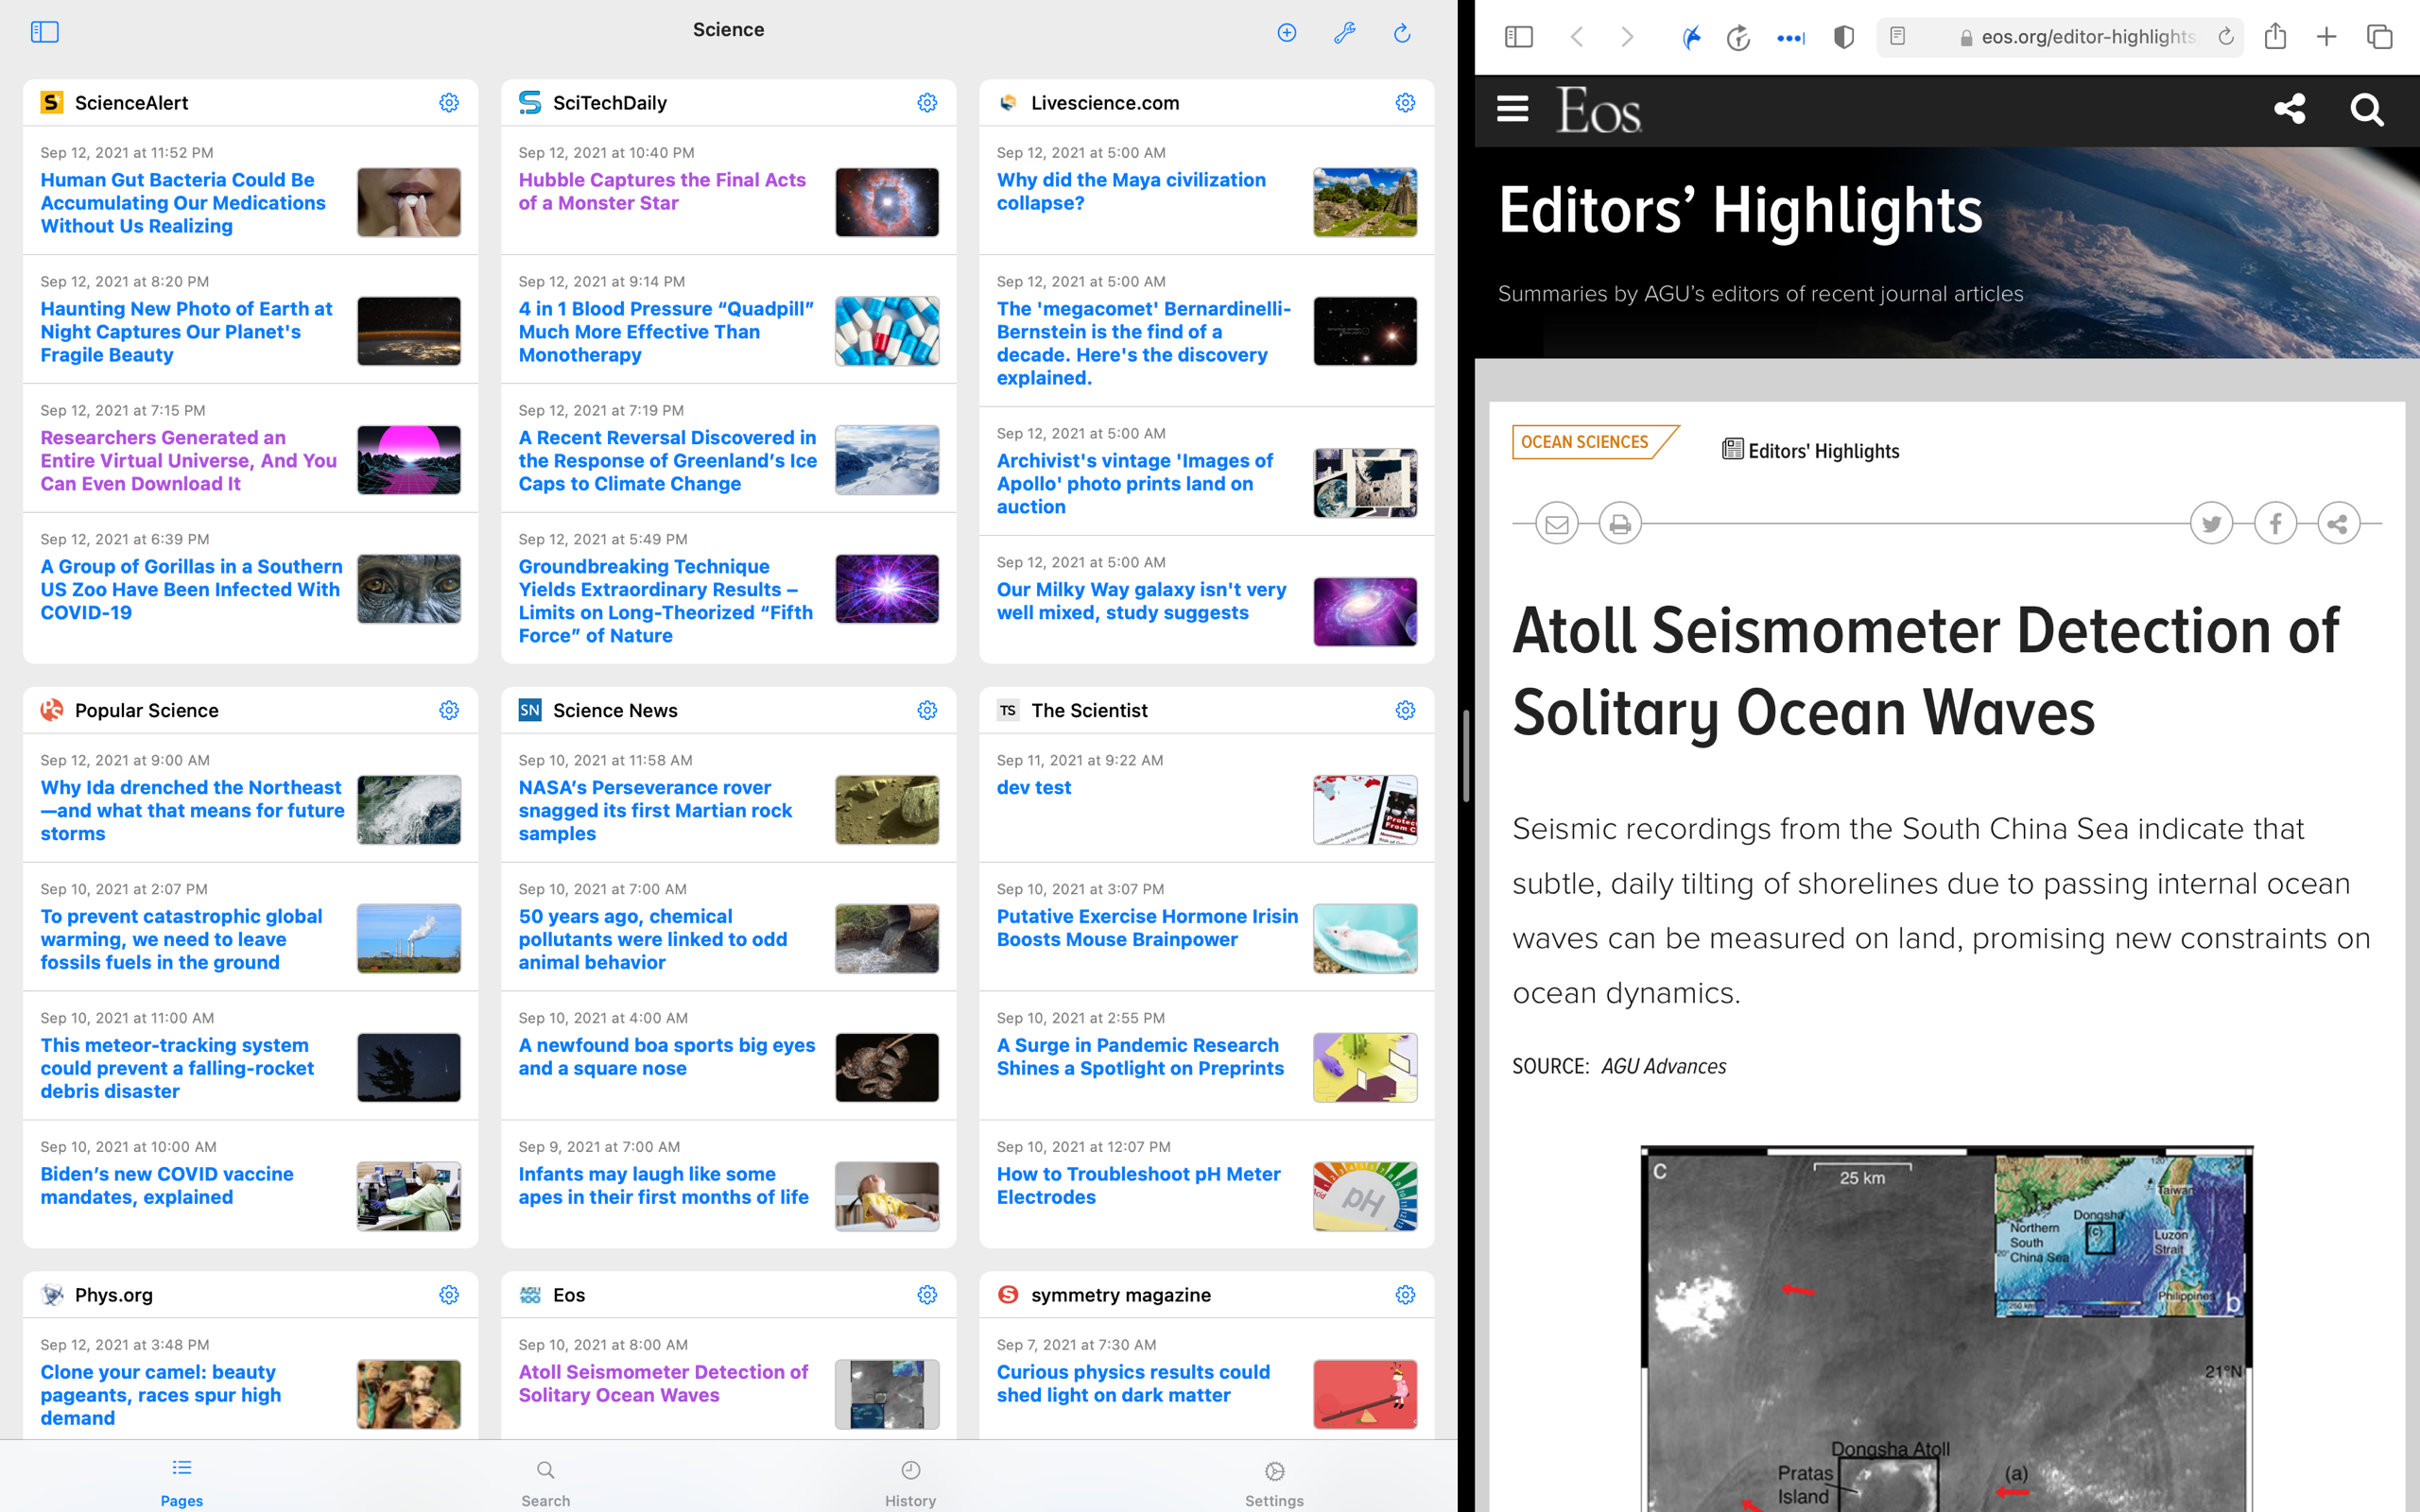 Science
ScienceAlert
Sep 12, 2021 at 11:52 PM
Human Gut Bacteria Could Be
Accumulating Our Medications
Without Us Realizing
Sep 12, 2021 at 8:20 PM
Haunting New Photo of Earth at
Night Captures Our Planet's
Fragile Beauty
Sep 12, 2021 at 7:15 PM
Researchers Generated an
Entire Virtual Universe, And You
Can Even Download It
Sep 12, 2021 at 6:39 PM
A Group of Gorillas in a Southern
US Zoo Have Been Infected With
COVID-19
SciTechDaily
Sep 12, 2021 at 10:40 PM
Hubble Captures the Final Acts
of a Monster Star
Sep 12, 2021 at 9:14 PM
4 in 1 Blood Pressure “Quadpill”
Much More Effective Than
Monotherapy
Sep 12, 2021 at 7:19 PM
A Recent Reversal Discovered in
the Response of Greenland’s Ice
Caps to Climate Change
Sep 12, 2021 at 5:49 PM
Groundbreaking Technique
Yields Extraordinary Results –
Limits on Long-Theorized “Fifth
Force” of Nature
Livescience.com
Sep 12, 2021 at 5:00 AM
Why did the Maya civilization
collapse?
Sep 12, 2021 at 5:00 AM
The 'megacomet' Bernardinelli-
Bernstein is the find of a
decade. Here's the discovery
explained.
Sep 12, 2021 at 5:00 AM
Archivist's vintage 'Images of
Apollo' photo prints land on
auction
Sep 12, 2021 at 5:00 AM
Our Milky Way galaxy isn't very
well mixed, study suggests
Popular Science
Sep 12, 2021 at 9:00 AM
Why Ida drenched the Northeast
—and what that means for future
storms
Sep 10, 2021 at 2:07 PM
To prevent catastrophic global
warming, we need to leave
fossils fuels in the ground
Sep 10, 2021 at 11:00 AM
This meteor-tracking system
could prevent a falling-rocket
debris disaster
Sep 10, 2021 at 10:00 AM
Biden’s new COVID vaccine
mandates, explained
SN Science News
Sep 10, 2021 at 11:58 AM
NASA’s Perseverance rover
snagged its first Martian rock
samples
Sep 10, 2021 at 7:00 AM
50 years ago, chemical
pollutants were linked to odd
animal behavior
Sep 10, 2021 at 4:00 AM
A newfound boa sports big eyes
and a square nose
Sep 9, 2021 at 7:00 AM
Infants may laugh like some
apes in their first months of life
TS The Scientist
Sep 11, 2021 at 9:22 AM
dev test
Sep 10, 2021 at 3:07 PM
Putative Exercise Hormone Irisin
Boosts Mouse Brainpower
Sep 10, 2021 at 2:55 PM
A Surge in Pandemic Research
Shines a Spotlight on Preprints
Sep 10, 2021 at 12:07 PM
How to Troubleshoot pH Meter
Electrodes
pH
Phys.org
Sep 12, 2021 at 3:48 PM
Clone your camel: beauty
pageants, races spur high
demand
AGU 100 Eos
Sep 10, 2021 at 8:00 AM
Atoll Seismometer Detection of
Solitary Ocean Waves
symmetry magazine
Sep 7, 2021 at 7:30 AM
Curious physics results could
shed light on dark matter
Pages
Search
History
Settings
eos.org/editor-highlights
Eos
Editors’ Highlights
Summaries by AGU’s editors of recent journal articles
OCEAN SCIENCES
Editors' Highlights
Atoll Seismometer Detection of
Solitary Ocean Waves
Seismic recordings from the South China Sea indicate that
subtle, daily tilting of shorelines due to passing internal ocean
waves can be measured on land, promising new constraints on
ocean dynamics.
SOURCE: AGU Advances
c
25 km
Taiwan
Dongsha
(c)
Northern
South
China Sea
Luzon
Strait
Philippines
b
21°N
Dongsha Atoll
Pratas
Island
(a)